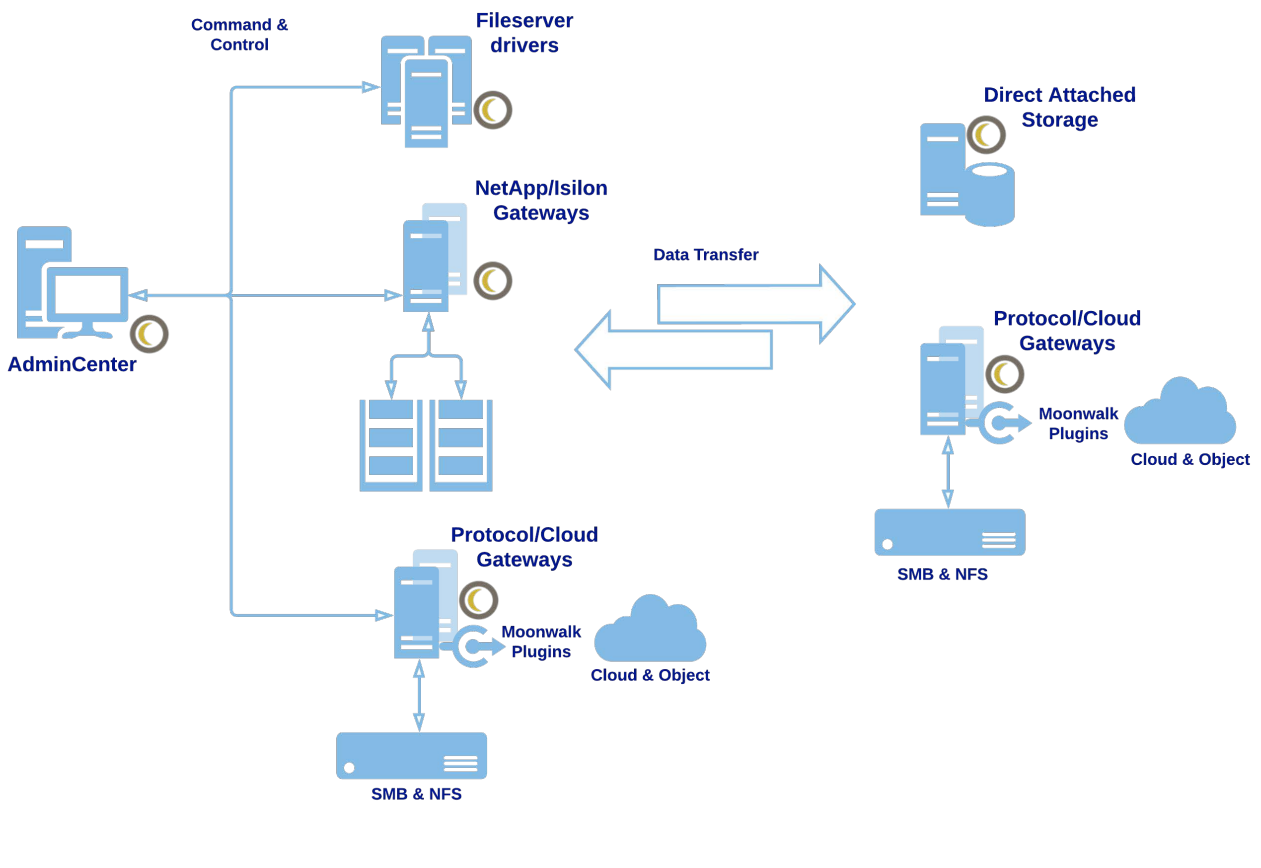 Command &
Control
Fileserver
drivers
Direct Attached
Storage
NetApp/Isilon
Gateways
Data Transfer
AdminCenter
Protocol/Cloud
Gateways
Moonwalk
Plugins
Cloud & Object
SMB & NFS
Protocol/Cloud
Gateways
Moonwalk
Plugins
Cloud & Object
SMB & NFS